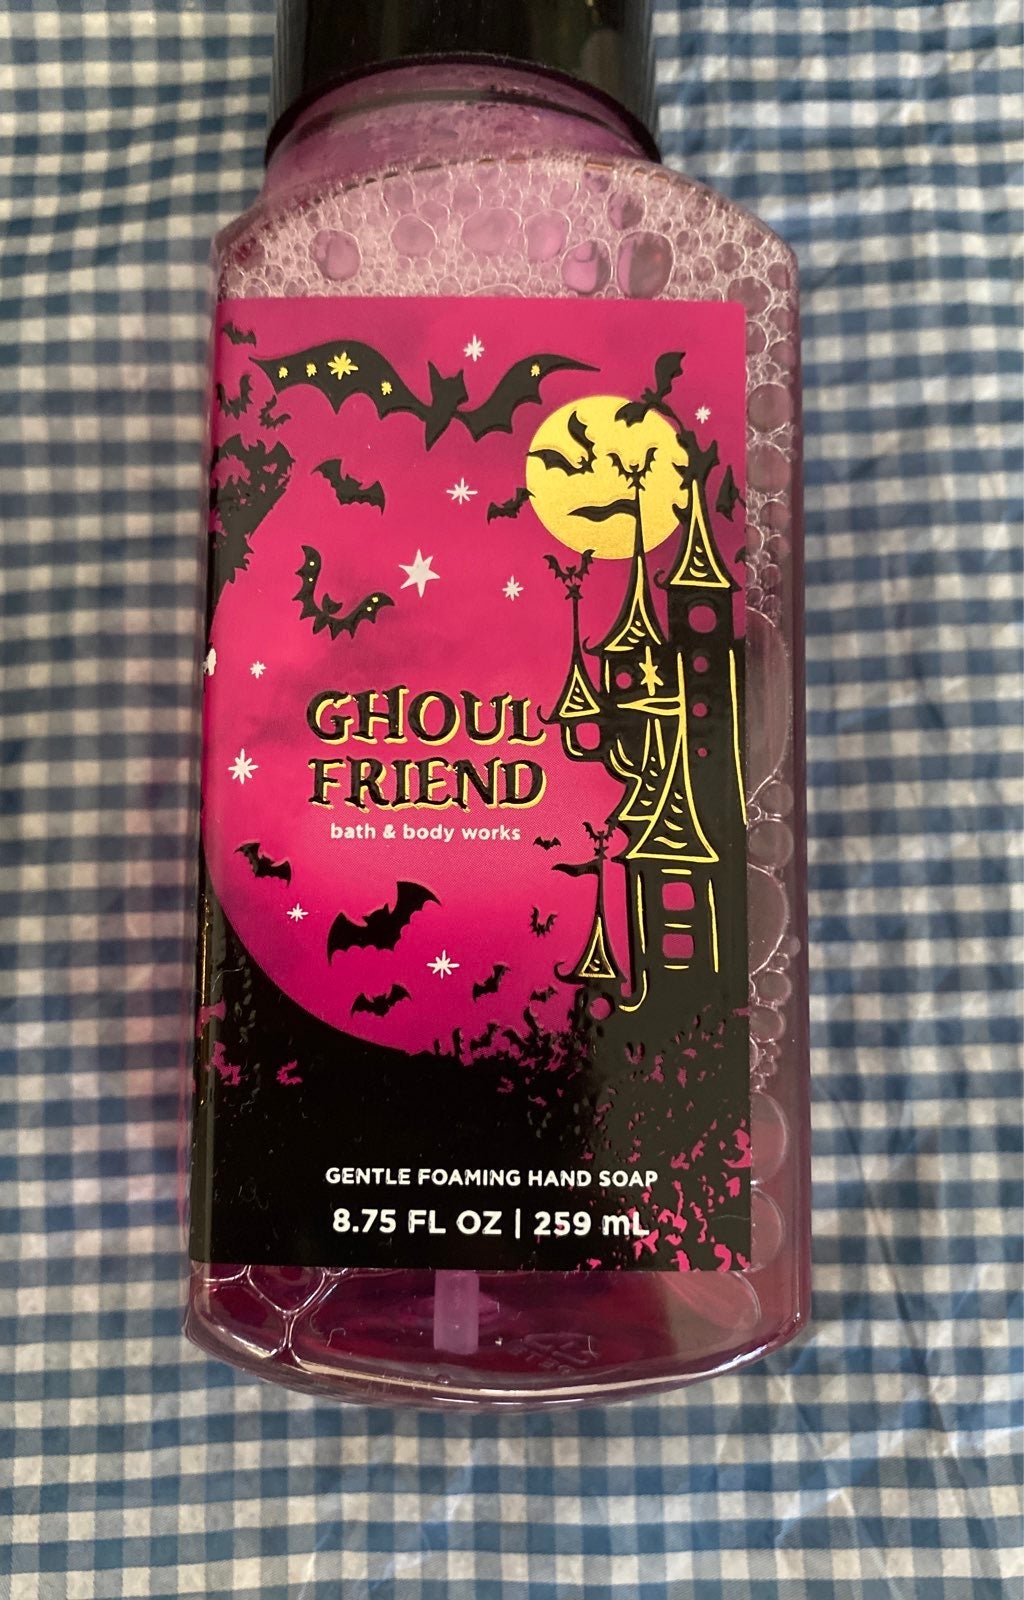 GHOUL
FRIEND
bath & body works
GENTLE FOAMING HAND SOAP
8.75 FL OZ | 259 mL